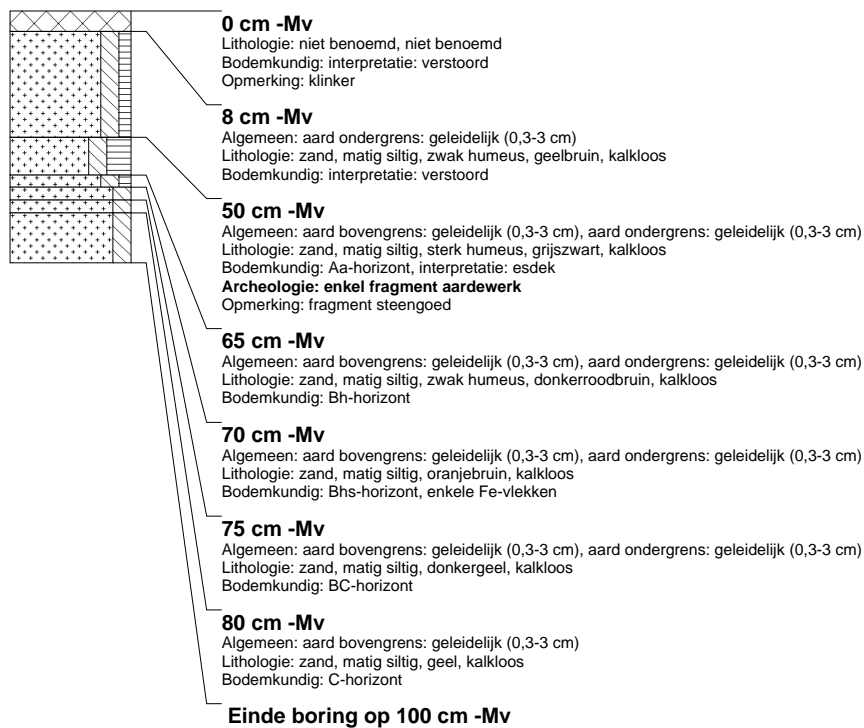 0 cm -Mv
Lithologie: niet benoemd, niet benoemd
Bodemkundig: interpretatie: verstoord
Opmerking: klinker
8 cm -Mv
Algemeen: aard ondergrens: geleidelijk (0,3-3 cm)
Lithologie: zand, matig siltig, zwak humeus, geelbruin, kalkloos
Bodemkundig: interpretatie: verstoord
50 cm -Mv
Algemeen: aard bovengrens: geleidelijk (0,3-3 cm), aard ondergrens: geleidelijk (0,3-3 cm)
Lithologie: zand, matig siltig, sterk humeus, grijszwart, kalkloos
Bodemkundig: Aa-horizont, interpretatie: esdek
Archeologie: enkel fragment aardewerk
Opmerking: fragment steengoed
65 cm -Mv
Algemeen: aard bovengrens: geleidelijk (0,3-3 cm), aard ondergrens: geleidelijk (0,3-3 cm)
Lithologie: zand, matig siltig, zwak humeus, donkerroodbruin, kalkloos
Bodemkundig: Bh-horizont
70 cm -Mv
Algemeen: aard bovengrens: geleidelijk (0,3-3 cm), aard ondergrens: geleidelijk (0,3-3 cm)
Lithologie: zand, matig siltig, oranjebruin, kalkloos
Bodemkundig: Bhs-horizont, enkele Fe-vlekken
75 cm -Mv
Algemeen: aard bovengrens: geleidelijk (0,3-3 cm), aard ondergrens: geleidelijk (0,3-3 cm)
Lithologie: zand, matig siltig, donkergeel, kalkloos
Bodemkundig: BC-horizont
80 cm -Mv
Algemeen: aard bovengrens: geleidelijk (0,3-3 cm)
Lithologie: zand, matig siltig, geel, kalkloos
Bodemkundig: C-horizont
Einde boring op 100 cm -Mv